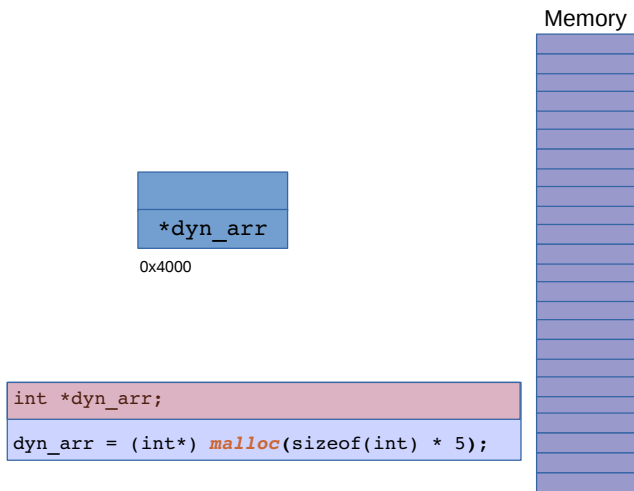 Memory
*dyn_arr
0x4000
int *dyn_arr;
dyn_arr = (int*) malloc(sizeof(int) * 5);